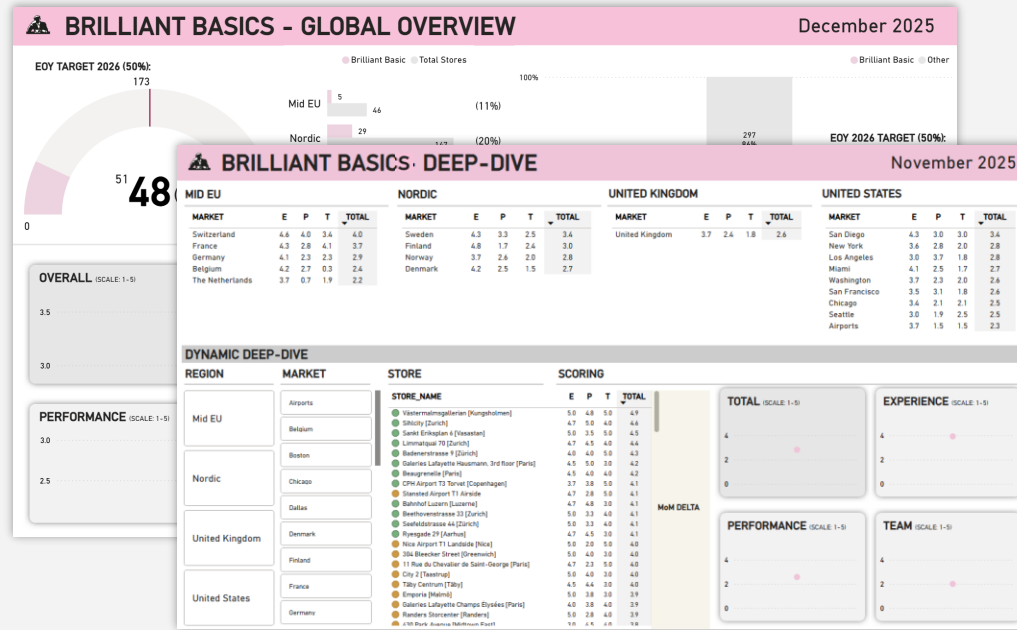 BRILLIANT BASICS - GLOBAL OVERVIEW
December 2025
EOY TARGET 2026 (50%):
173
51
48
0
Brilliant Basic Total Stores
Mid EU 5 46 (11%)
Nordic 29 (20%)
100%
Brilliant Basic Other
297
EOY 2026 TARGET (50%):
OVERALL (SCALE: 1-5)
3.5
3.0
PERFORMANCE (SCALE: 1-5)
3.0
2.5
BRILLIANT BASICS· DEEP-DIVE
November 2025
MID EU
MARKET E P T TOTAL
Switzerland 4.6 4.0 3.4 4.0
France 4.3 2.8 4.1 3.7
Germany 4.1 2.3 2.3 2.9
Belgium 4.2 2.7 0.3 2.4
The Netherlands 3.7 0.7 1.9 2.2
NORDIC
MARKET E P T TOTAL
Sweden 4.3 3.3 2.5 3.4
Finland 4.8 1.7 2.4 3.0
Norway 3.7 2.6 2.0 2.8
Denmark 4.2 2.5 1.5 2.7
UNITED KINGDOM
MARKET E P T TOTAL
United Kingdom 3.7 2.4 1.8 2.6
UNITED STATES
MARKET E P T TOTAL
San Diego 4.3 3.0 3.0 3.4
New York 3.6 2.8 2.0 2.8
Los Angeles 3.0 3.7 1.8 2.8
Miami 4.1 2.5 1.7 2.7
Washington 3.7 2.3 2.0 2.6
San Francisco 3.5 3.1 1.8 2.6
Chicago 3.4 2.1 2.1 2.5
Seattle 3.0 1.9 2.5 2.5
Airports 3.7 1.5 1.5 2.3
DYNAMIC DEEP-DIVE
REGION
Mid EU
Nordic
United Kingdom
United States
MARKET
Airports
Belgium
Boston
Chicago
Dallas
Denmark
Finland
France
Germany
STORE SCORING
STORE_NAME E P T TOTAL
Västermalmsgallerian [Kungsholmen] 5.0 4.8 5.0 4.9
Sihlcity [Zurich] 4.7 5.0 4.0 4.6
Sankt Eriksplan 6 [Vasastan] 5.0 3.5 5.0 4.5
Limmatquai 70 [Zurich] 4.7 4.5 4.0 4.4
Badenerstrasse 9 [Zürich] 4.0 4.0 5.0 4.3
Galeries Lafayette Hausmann. 3rd floor [Paris] 4.5 5.0 3.0 4.2
Beaugrenelle [Paris] 4.5 4.0 4.0 4.2
CPH Airport T3 Torvet [Copenhagen] 3.7 3.8 5.0 4.1
Stansted Airport T1 Airside 4.7 2.8 5.0 4.1
Bahnhof Luzern [Luzerne] 4.7 4.8 3.0 4.1
Beethovenstrasse 33 [Zurich] 5.0 3.3 4.0 4.1
Seefeldstrasse 44 [Zürich] 5.0 3.3 4.0 4.1
Ryesgade 29 [Aarhus] 4.7 4.5 3.0 4.1
Nice Airport T1 Landside [Nice] 5.0 2.0 5.0 4.0
304 Bleecker Street [Greenwich] 5.0 4.0 3.0 4.0
11 Rue du Chevalier de Saint-George [Paris] 4.7 2.3 5.0 4.0
City 2 [Taastrup] 5.0 4.0 3.0 4.0
Täby Centrum [Täby] 4.5 4.4 3.0 4.0
Emporia [Malmö] 5.0 3.8 3.0 3.9
Galeries Lafayette Champs Elysées [Paris] 4.0 3.8 4.0 3.9
Randers Storcenter [Randers] 5.0 2.8 4.0 3.9
MoM DELTA
TOTAL (SCALE: 1-5)
4
2
0
EXPERIENCE (SCALE: 1-5)
4
2
0
PERFORMANCE (SCALE: 1-5)
4
2
0
TEAM (SCALE: 1-5)
4
2
0